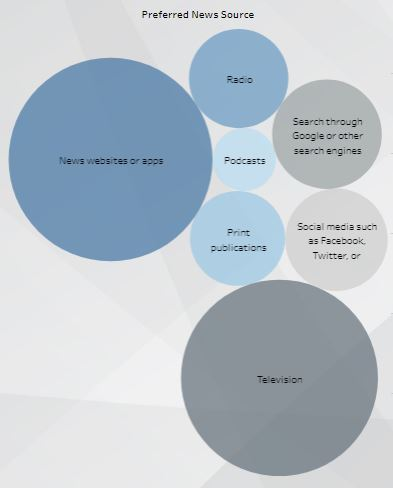 Preferred News Source
Radio
News websites or apps
Search through
Google or other
search engines
Podcasts
Print
publications
Social media such
as Facebook,
Twitter, or
Television